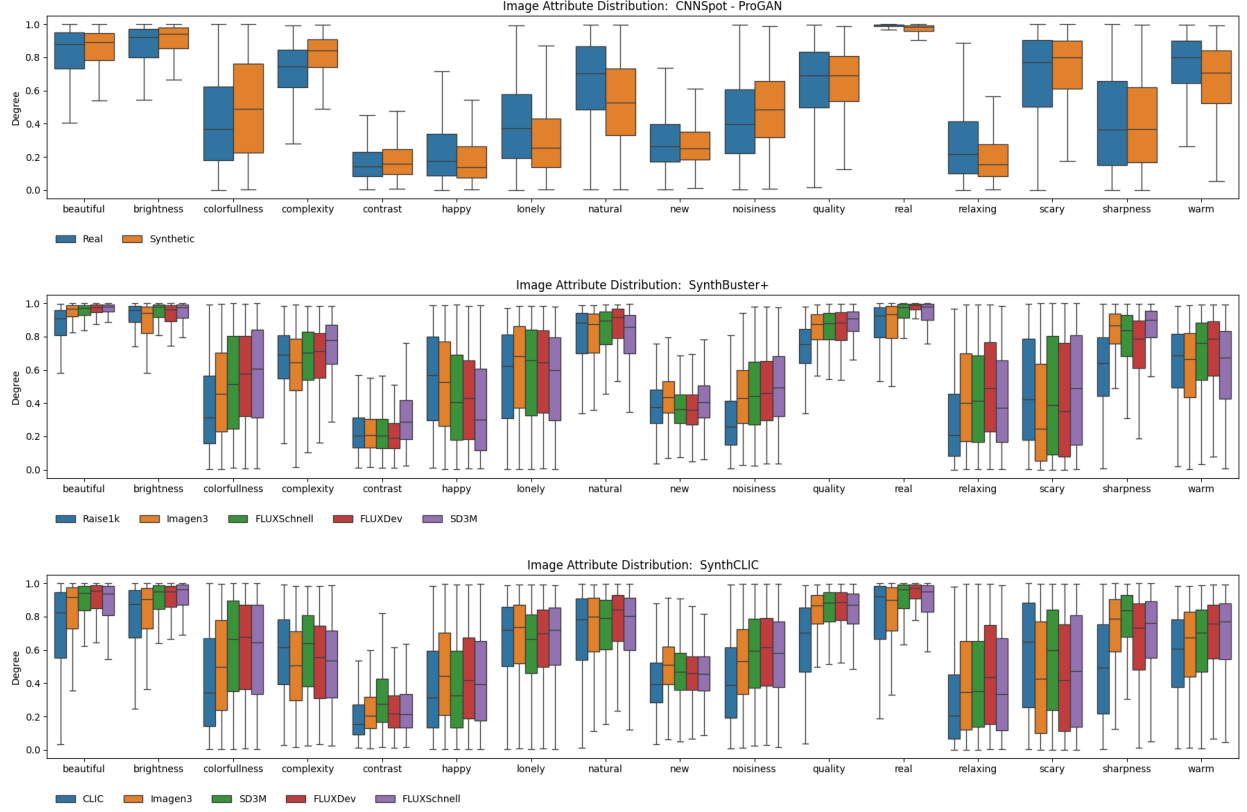 Image Attribute Distribution:  CNNSpot - ProGAN
1.0
0.8
0.6
0.4
0.2
0.0
Degree
beautiful brightness colorfullness complexity contrast happy lonely natural new noisiness quality real relaxing scary sharpness warm
Real Synthetic
Image Attribute Distribution:  SynthBuster+
1.0
0.8
0.6
0.4
0.2
0.0
Degree
beautiful brightness colorfullness complexity contrast happy lonely natural new noisiness quality real relaxing scary sharpness warm
Raise1k Imagen3 FLUXSchnell FLUXDev SD3M
Image Attribute Distribution:  SynthCLIC
1.0
0.8
0.6
0.4
0.2
0.0
Degree
beautiful brightness colorfullness complexity contrast happy lonely natural new noisiness quality real relaxing scary sharpness warm
CLIC Imagen3 SD3M FLUXDev FLUXSchnell